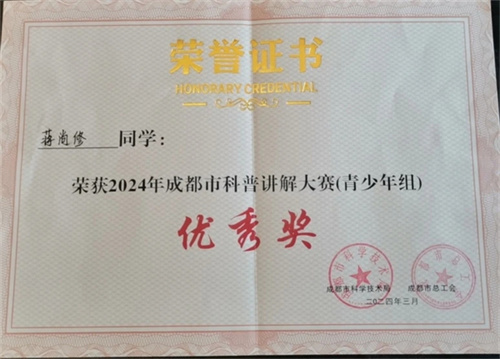 荣誉证书
HONORARY CREDENTIAL
蒋尚修 同学:
荣获2024年成都市科普讲解大赛(青少年组)
优秀奖
成都市科学技术局 成都市总工会
二〇二四年三月